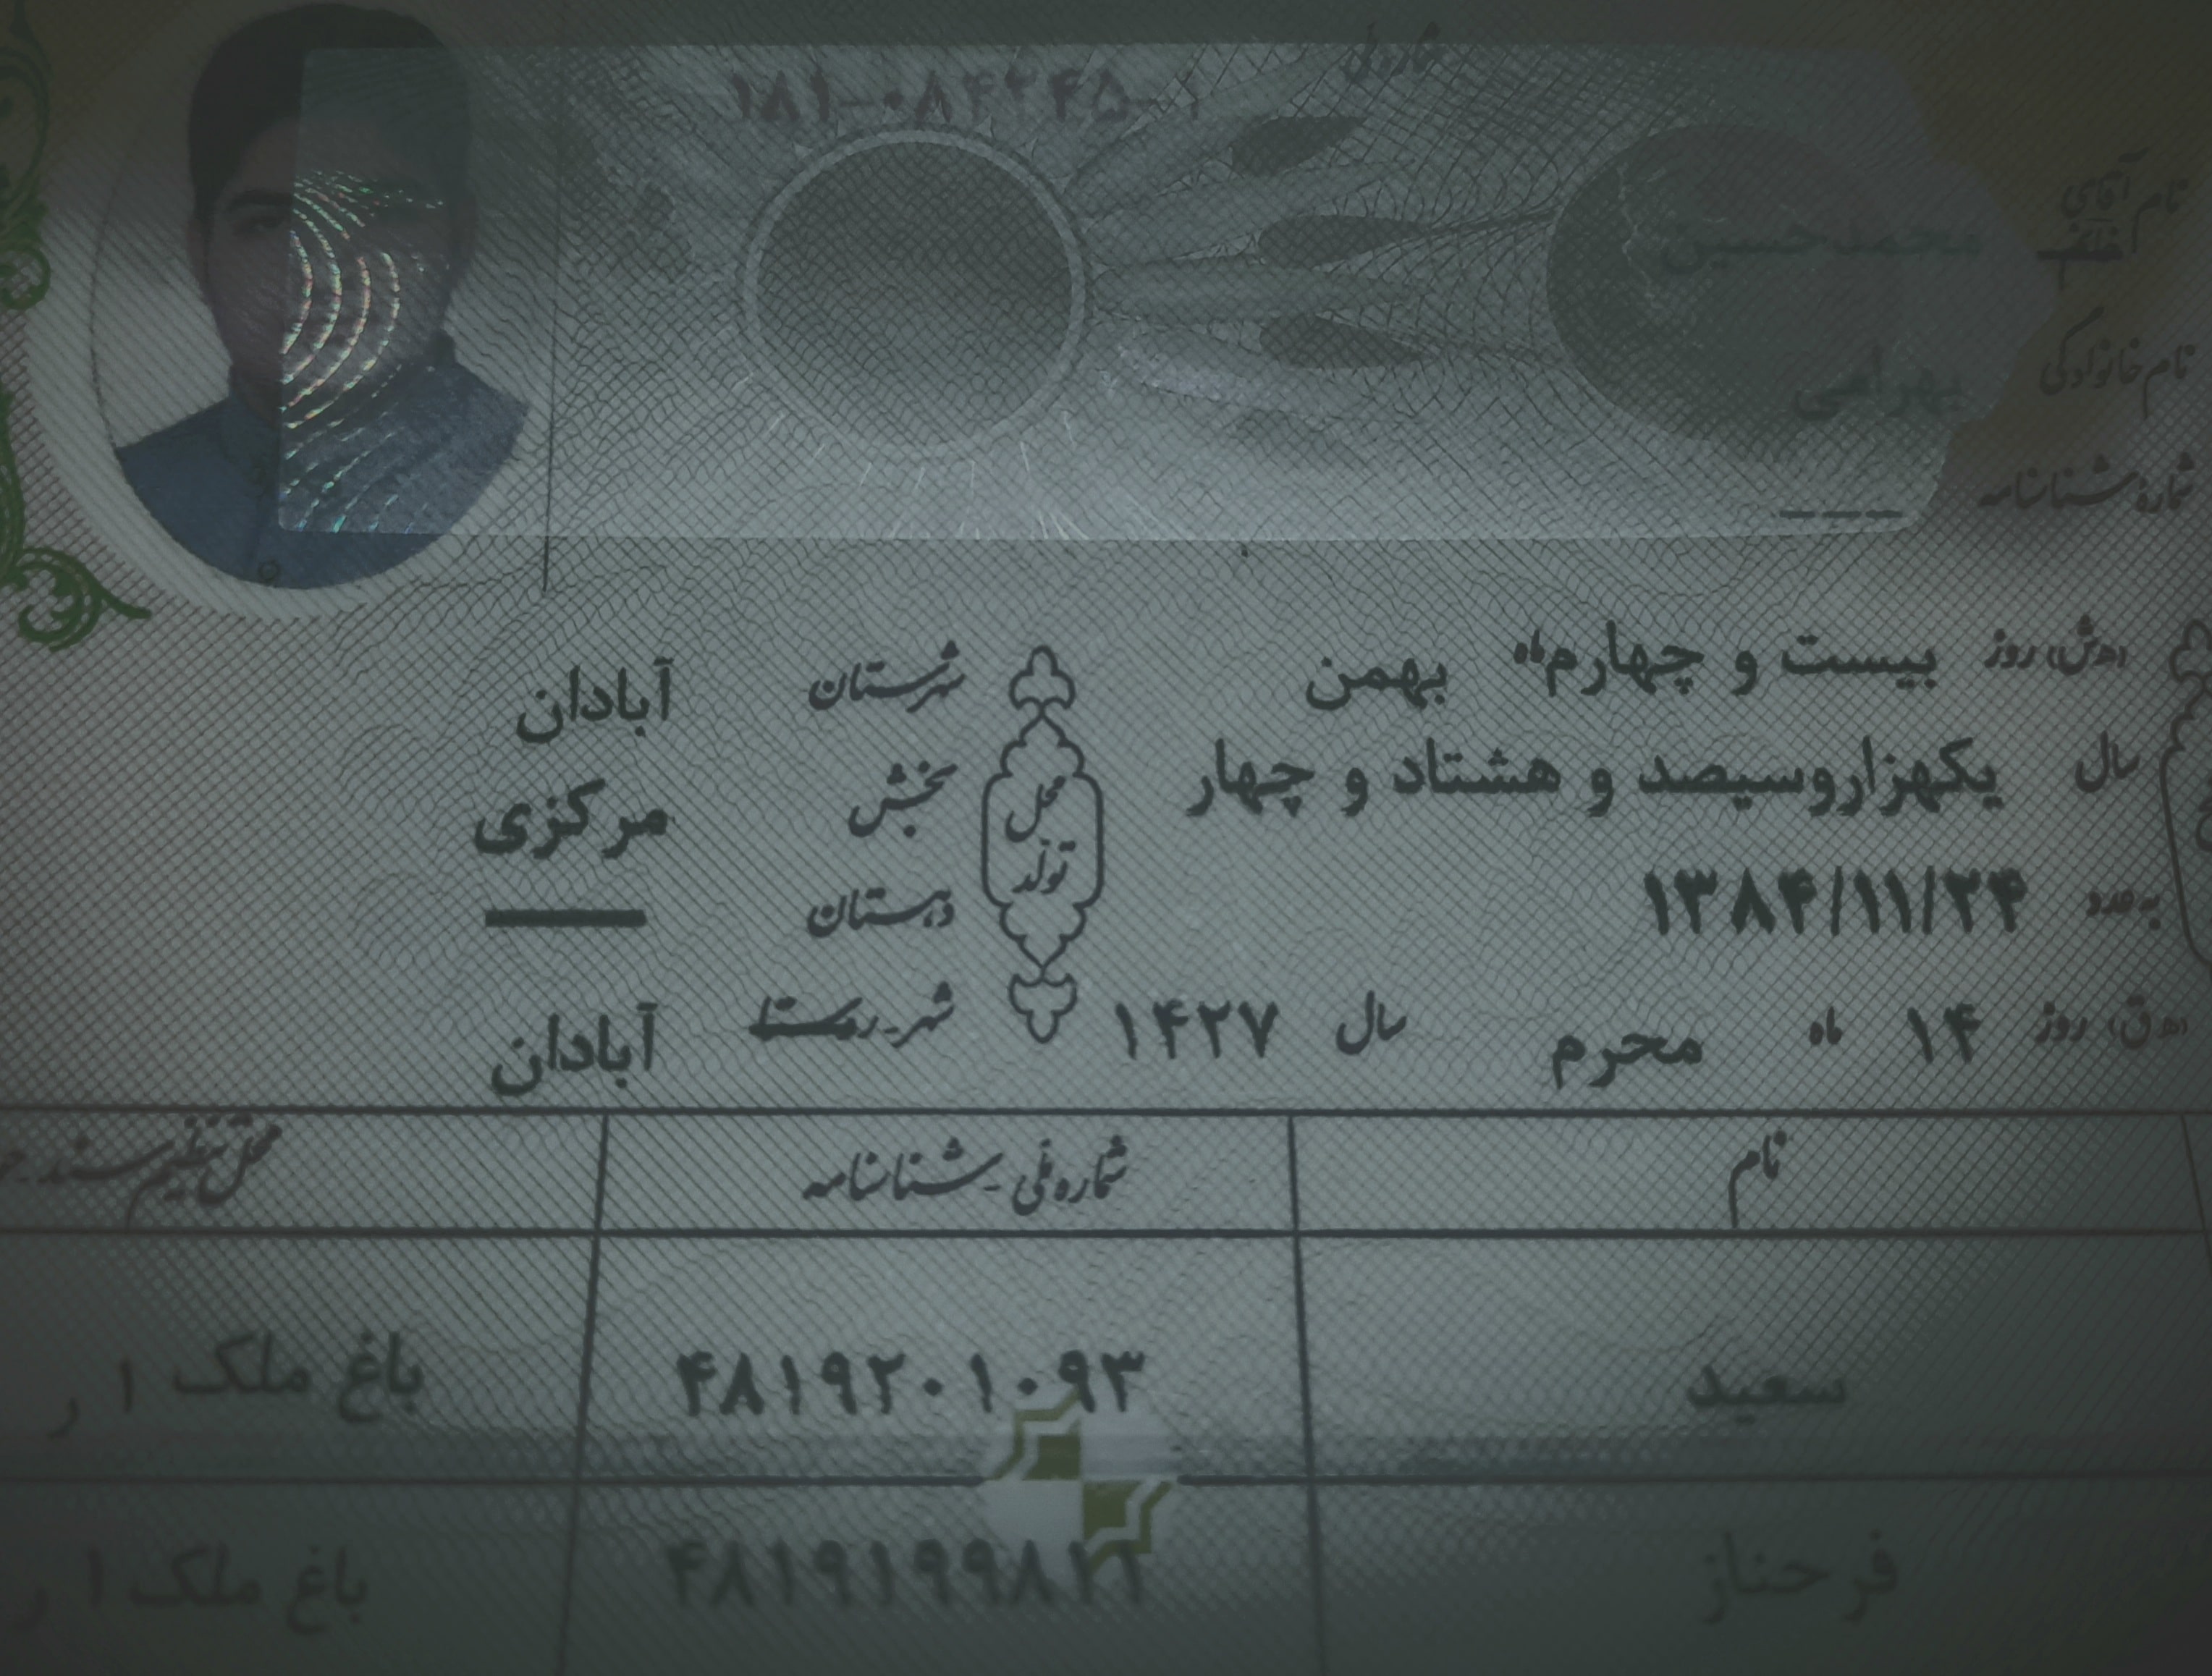 شماره ملی
۱۸۱-۰۸۴۲۴۵-۱
نام آقای
محمدحسین
نام خانوادگی بهرامی
شماره شناسنامه ---
(هـ ش) روز بیست و چهارم ماه بهمن
سال یکهزاروسیصد و هشتاد و چهار
به عدد ۱۳۸۴/۱۱/۲۴
(هـ ق) روز ۱۴ ماه محرم سال ۱۴۲۷
محل تولد
شهرستان آبادان
بخش مرکزی
دهستان
شهر - روستا آبادان
نام شماره ملی - شناسنامه محل تنظیم سند
سعید ۴۸۱۹۲۰۱۰۹۳ باغ ملک ۱ ر
فرحناز ۴۸۱۹۱۹۹۸۱۱ باغ ملک ۱ ر